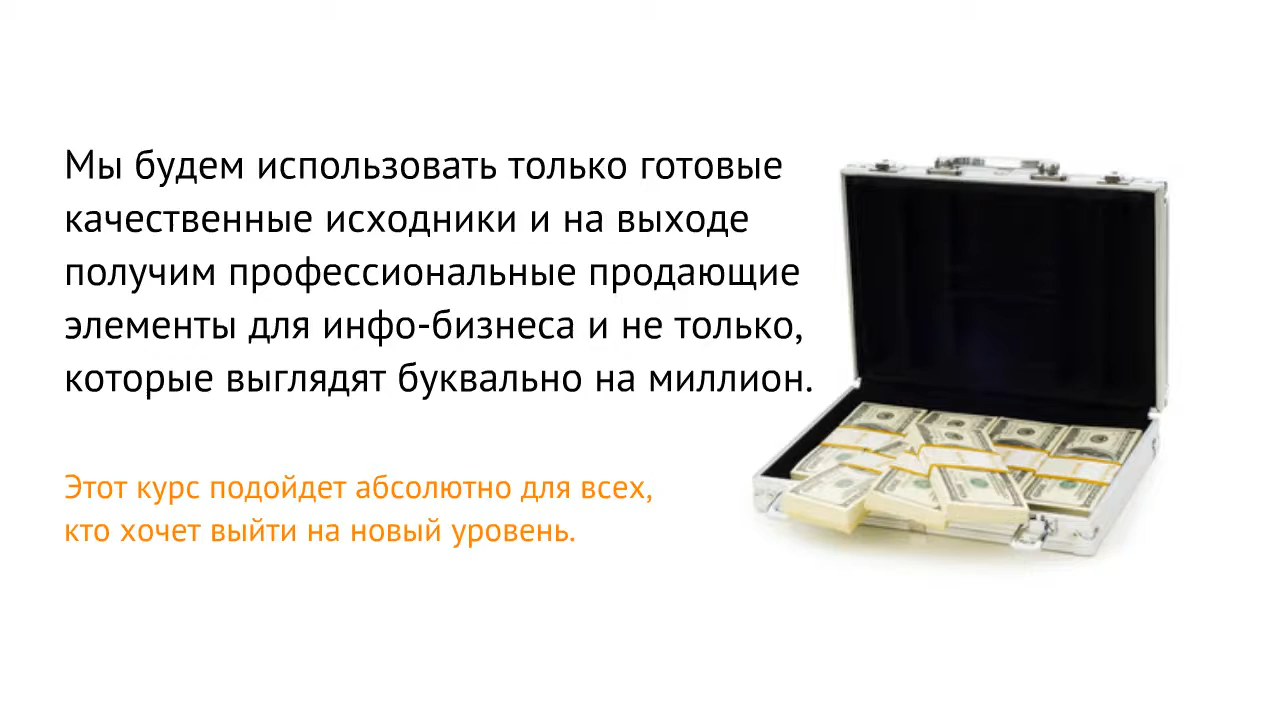 Мы будем использовать только готовые
качественные исходники и на выходе
получим профессиональные продающие
элементы для инфо-бизнеса и не только,
которые выглядят буквально на миллион.
Этот курс подойдет абсолютно для всех,
кто хочет выйти на новый уровень.